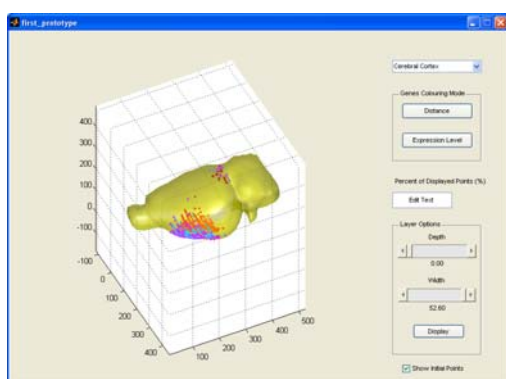 first_prototype
Cerebral Cortex
Genes Colouring Mode
Distance
Expression Level
Percent of Displayed Points (%)
Edit Text
Layer Options
Depth
0.00
Width
52.60
Display
Show Initial Points
400
300
200
100
0
-100
-100
0
100
200
300
400
100
200
300
400
500